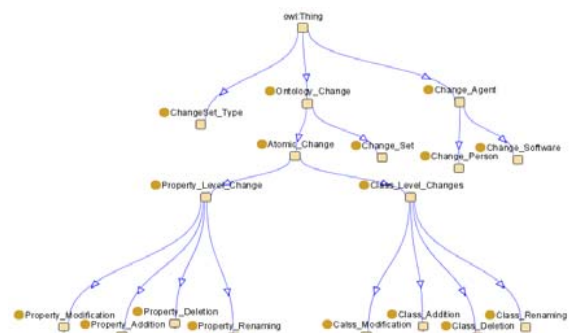 owl:Thing
ChangeSet_Type
Ontology_Change
Change_Agent
Atomic_Change
Change_Set
Change_Person
Change_Software
Property_Level_Change
Class_Level_Changes
Property_Modification
Property_Addition
Property_Deletion
Property_Renaming
Calss_Modification
Class_Addition
Class_Deletion
Class_Renaming